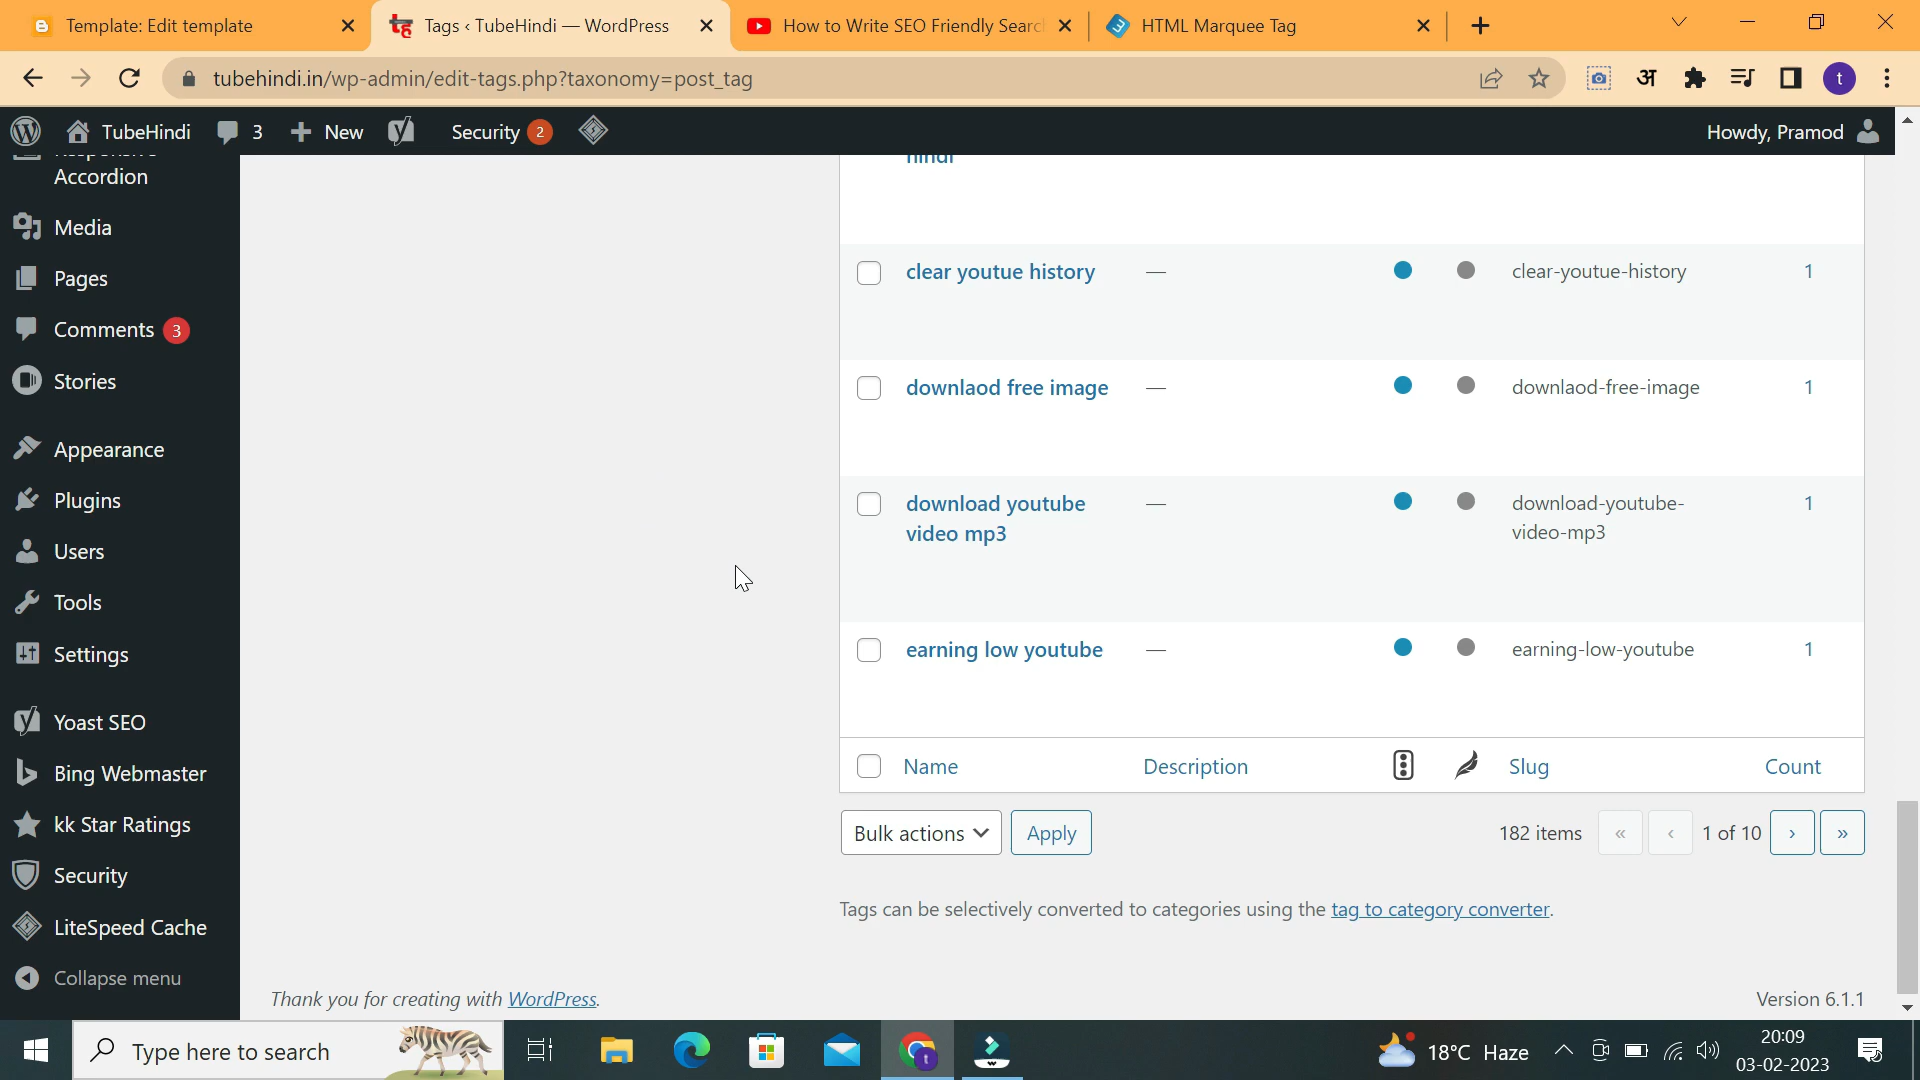 Template: Edit template
Tags ‹ TubeHindi — WordPress
How to Write SEO Friendly Searc
HTML Marquee Tag
tubehindi.in/wp-admin/edit-tags.php?taxonomy=post_tag
अ
t
TubeHindi
3
New
Security 2
Howdy, Pramod
Accordion
Media
Pages
Comments 3
Stories
Appearance
Plugins
Users
Tools
Settings
Yoast SEO
Bing Webmaster
kk Star Ratings
Security
LiteSpeed Cache
Collapse menu
hindi
clear youtue history — clear-youtue-history 1
downlaod free image — downlaod-free-image 1
download youtube
video mp3
—
download-youtube-
video-mp3
1
earning low youtube — earning-low-youtube 1
Name Description Slug Count
Bulk actions
Apply
182 items « ‹ 1 of 10 › »
Tags can be selectively converted to categories using the tag to category converter.
Thank you for creating with WordPress.
Version 6.1.1
Type here to search
18°C Haze
20:09
03-02-2023